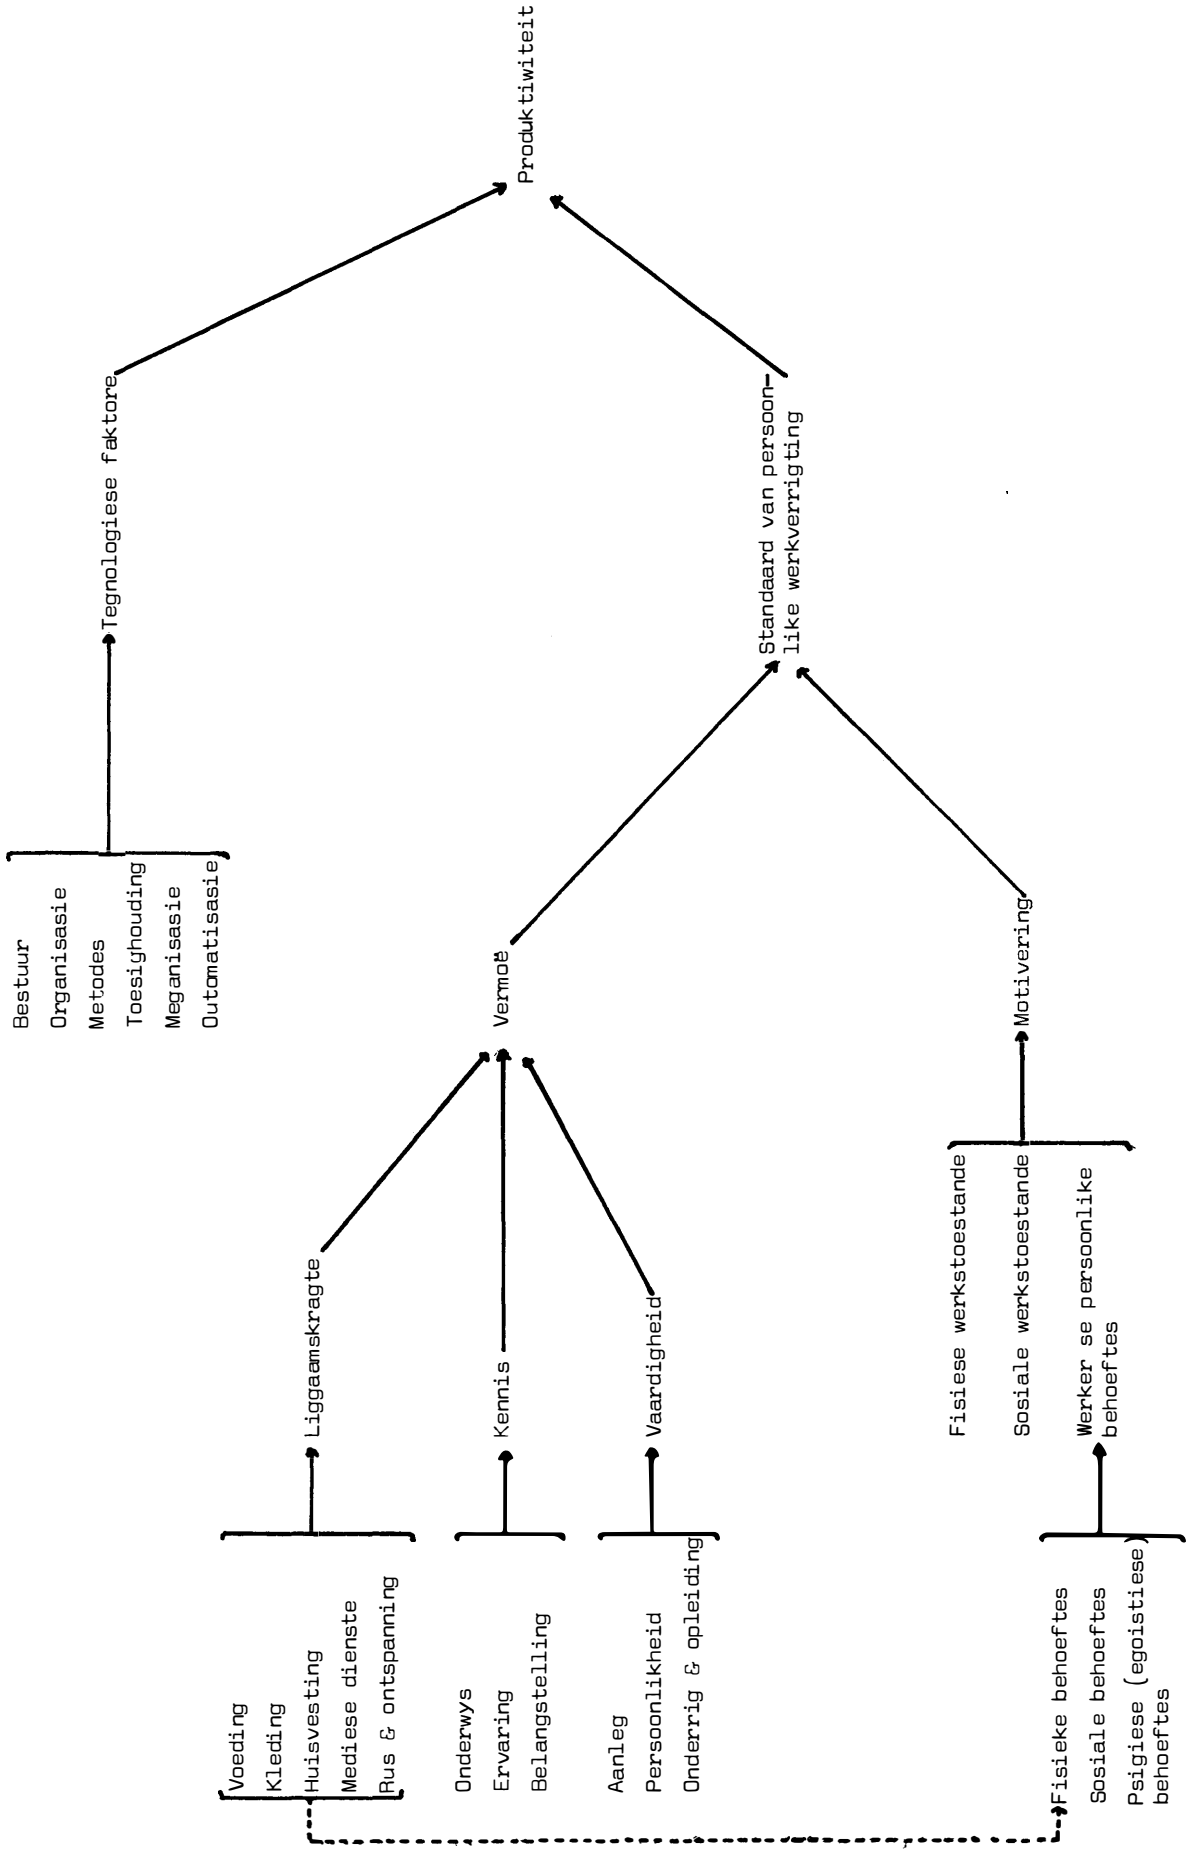 Bestuur
Organisasie
Metodes
Toesighouding
Meganisasie
Outomatisasie
Tegnologiese faktore
Produktiwiteit
Voeding
Kleding
Huisvesting
Mediese dienste
Rus & ontspanning
Liggaamskragte
Onderwys
Ervaring
Belangstelling
Kennis
Vermoë
Aanleg
Persoonlikheid
Onderrig & opleiding
Vaardigheid
Standaard van persoon-
like werkverrigting
Fisiese werkstoestande
Sosiale werkstoestande
Werker se persoonlike
behoeftes
Motivering
Fisieke behoeftes
Sosiale behoeftes
Psigiese (egoistiese)
behoeftes